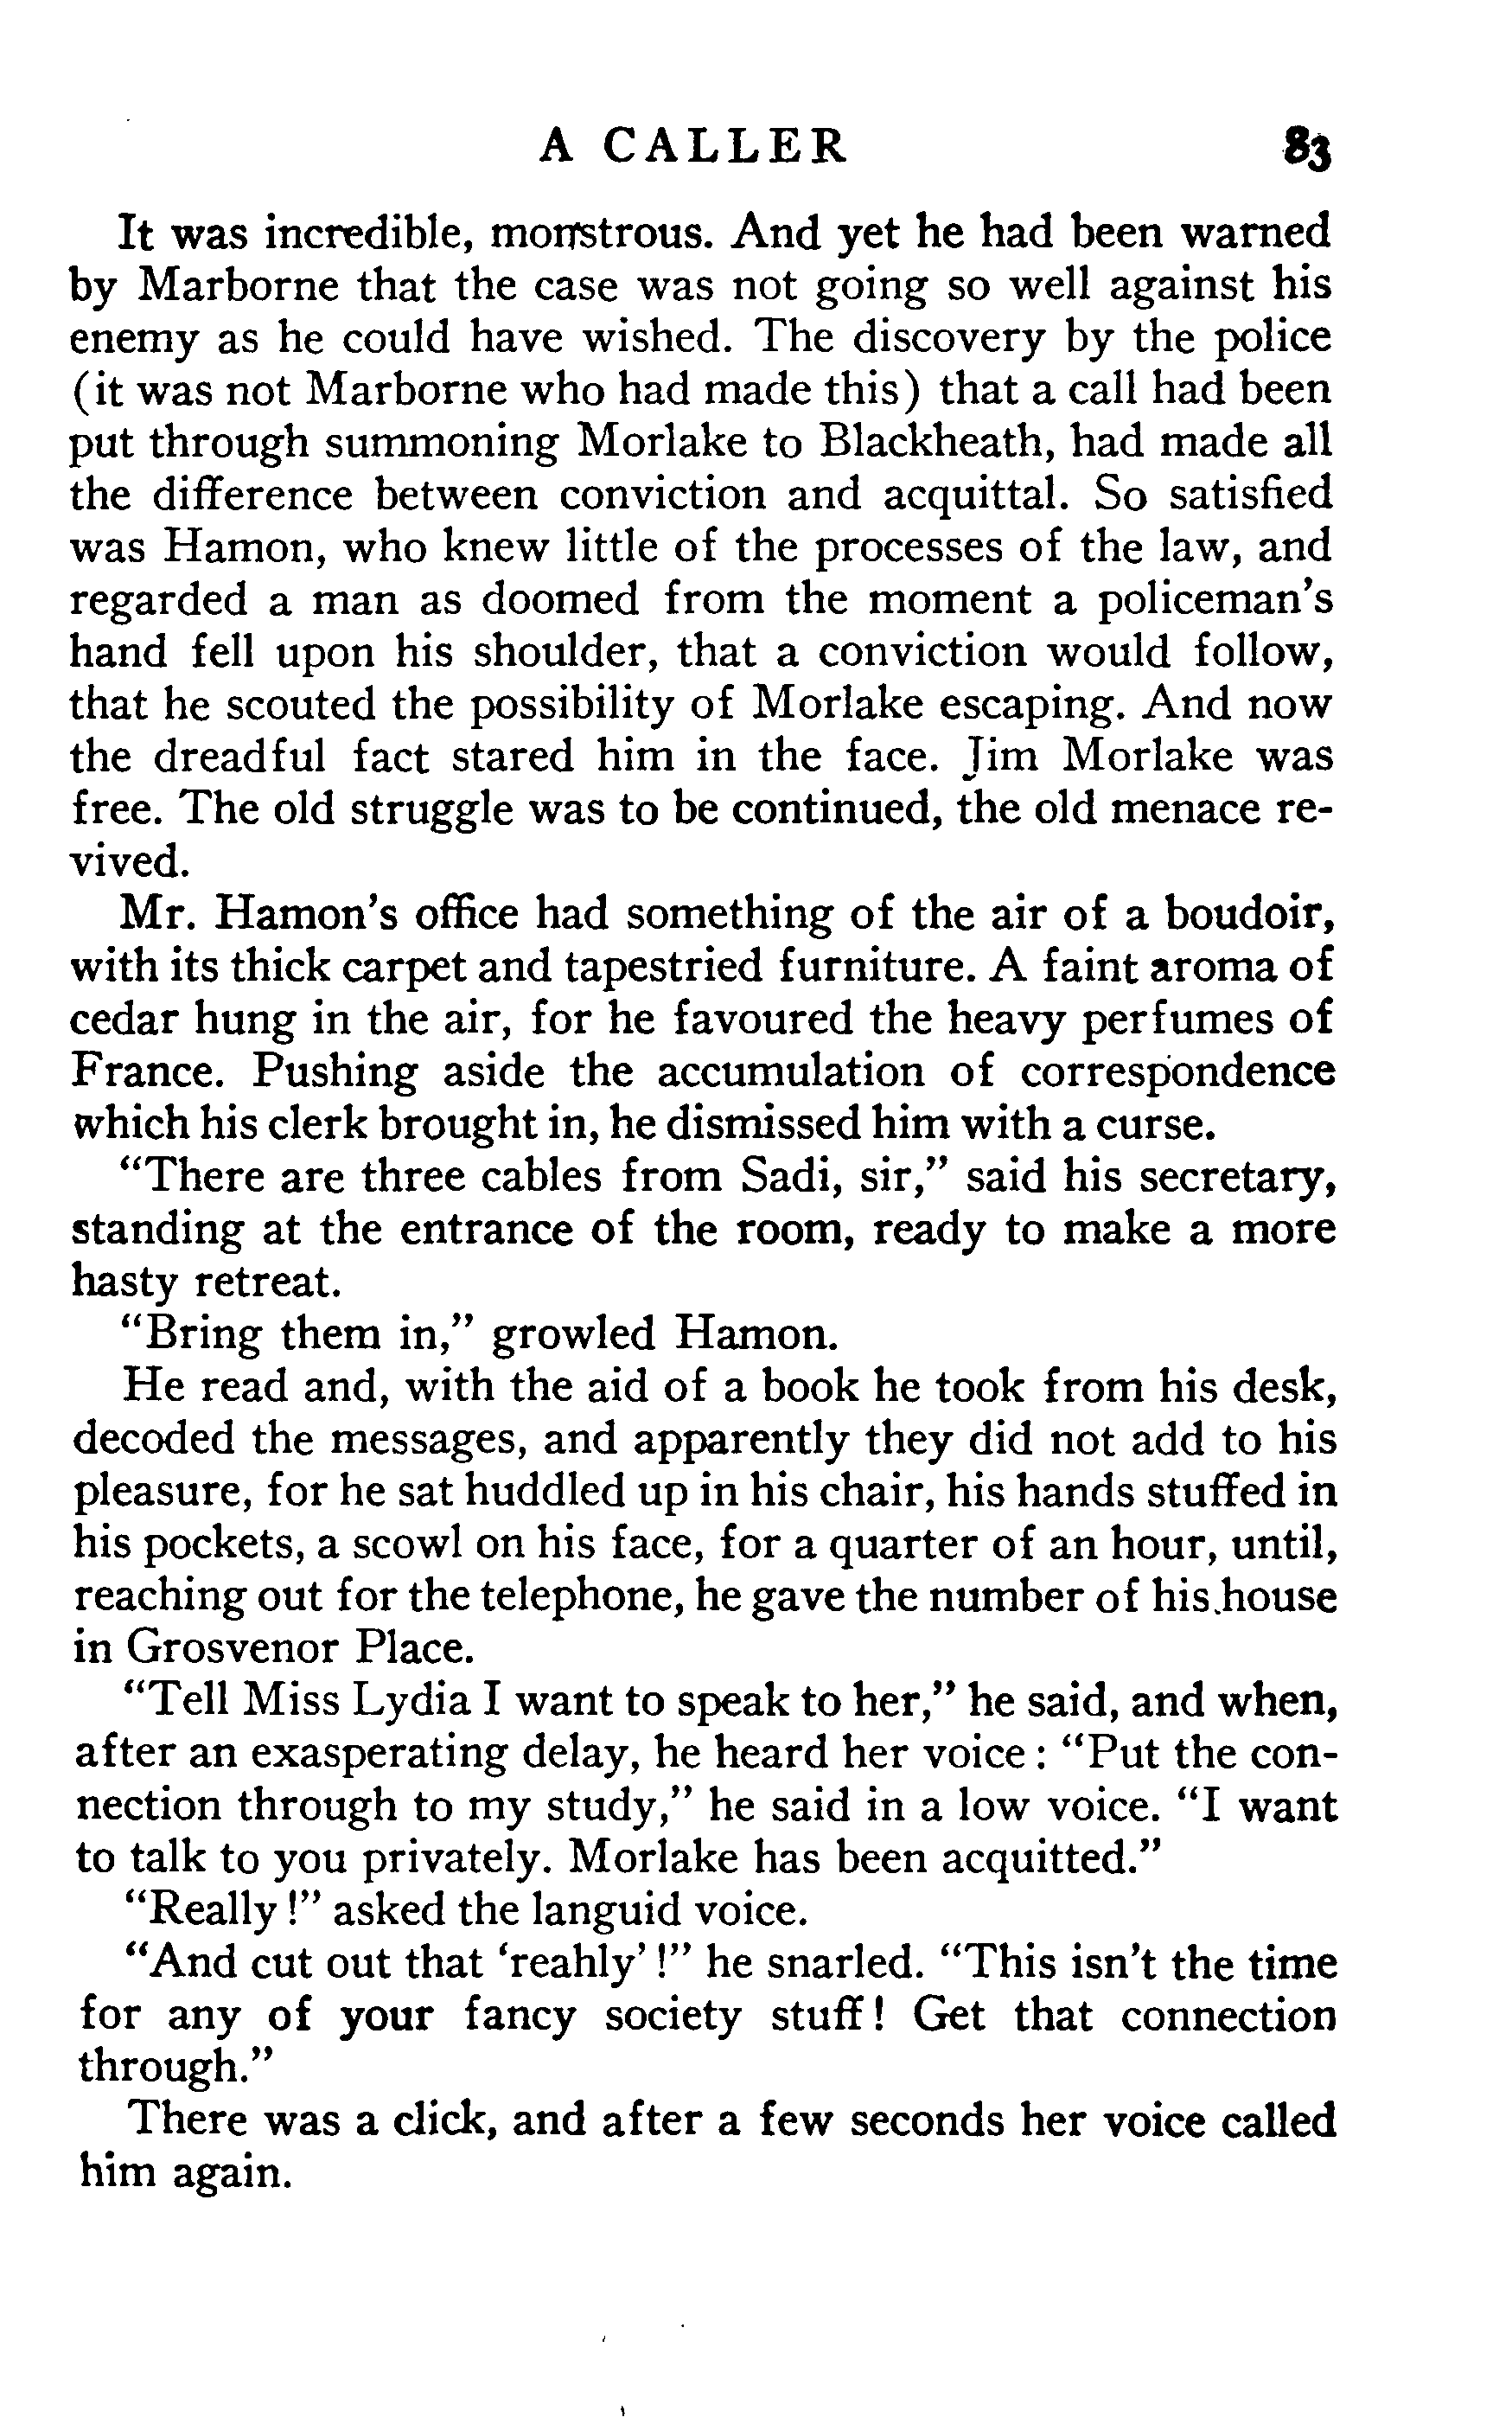 A CALLER 83
It was incredible, monstrous. And yet he had been warned
by Marborne that the case was not going so well against his
enemy as he could have wished. The discovery by the police
(it was not Marborne who had made this) that a call had been
put through summoning Morlake to Blackheath, had made all
the difference between conviction and acquittal. So satisfied
was Hamon, who knew little of the processes of the law, and
regarded a man as doomed from the moment a policeman's
hand fell upon his shoulder, that a conviction would follow,
that he scouted the possibility of Morlake escaping. And now
the dreadful fact stared him in the face. Jim Morlake was
free. The old struggle was to be continued, the old menace re-
vived.
Mr. Hamon's office had something of the air of a boudoir,
with its thick carpet and tapestried furniture. A faint aroma of
cedar hung in the air, for he favoured the heavy perfumes of
France. Pushing aside the accumulation of correspondence
which his clerk brought in, he dismissed him with a curse.
"There are three cables from Sadi, sir," said his secretary,
standing at the entrance of the room, ready to make a more
hasty retreat.
"Bring them in," growled Hamon.
He read and, with the aid of a book he took from his desk,
decoded the messages, and apparently they did not add to his
pleasure, for he sat huddled up in his chair, his hands stuffed in
his pockets, a scowl on his face, for a quarter of an hour, until,
reaching out for the telephone, he gave the number of his house
in Grosvenor Place.
"Tell Miss Lydia I want to speak to her," he said, and when,
after an exasperating delay, he heard her voice: "Put the con-
nection through to my study," he said in a low voice. "I want
to talk to you privately. Morlake has been acquitted."
"Really!" asked the languid voice.
"And cut out that 'reahly'!" he snarled. "This isn't the time
for any of your fancy society stuff! Get that connection
through."
There was a click, and after a few seconds her voice called
him again.